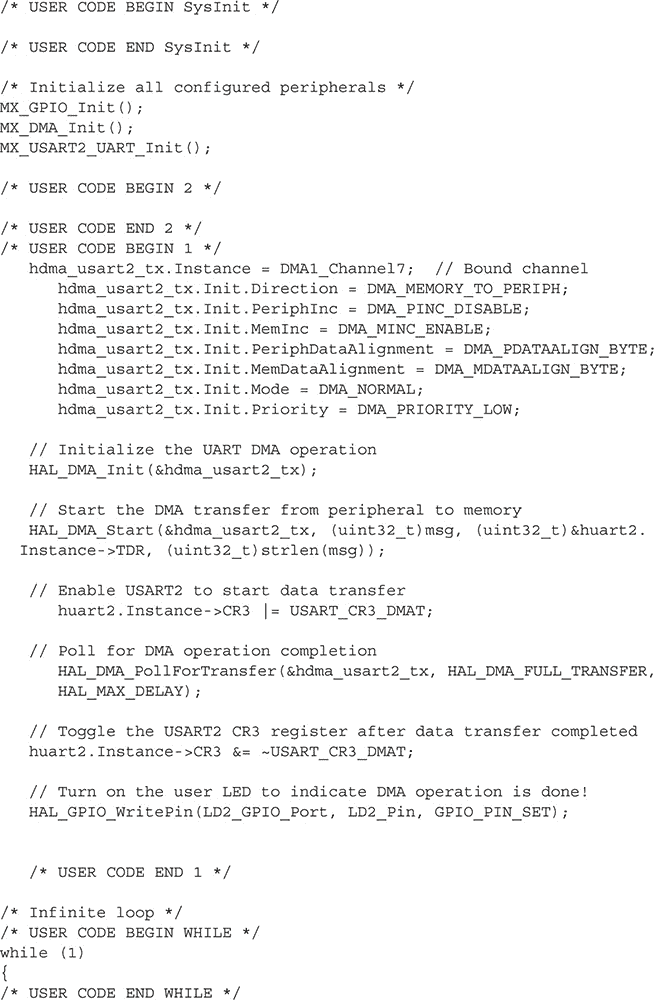 /* USER CODE BEGIN SysInit */
/* USER CODE END SysInit */
/* Initialize all configured peripherals */
MX_GPIO_Init();
MX_DMA_Init();
MX_USART2_UART_Init();
/* USER CODE BEGIN 2 */
/* USER CODE END 2 */
/* USER CODE BEGIN 1 */
hdma_usart2_tx.Instance = DMA1_Channel7;  // Bound channel
hdma_usart2_tx.Init.Direction = DMA_MEMORY_TO_PERIPH;
hdma_usart2_tx.Init.PeriphInc = DMA_PINC_DISABLE;
hdma_usart2_tx.Init.MemInc = DMA_MINC_ENABLE;
hdma_usart2_tx.Init.PeriphDataAlignment = DMA_PDATAALIGN_BYTE;
hdma_usart2_tx.Init.MemDataAlignment = DMA_MDATAALIGN_BYTE;
hdma_usart2_tx.Init.Mode = DMA_NORMAL;
hdma_usart2_tx.Init.Priority = DMA_PRIORITY_LOW;
// Initialize the UART DMA operation
HAL_DMA_Init(&hdma_usart2_tx);
// Start the DMA transfer from peripheral to memory
HAL_DMA_Start(&hdma_usart2_tx, (uint32_t)msg, (uint32_t)&huart2.
Instance->TDR, (uint32_t)strlen(msg));
// Enable USART2 to start data transfer
huart2.Instance->CR3 |= USART_CR3_DMAT;
// Poll for DMA operation completion
HAL_DMA_PollForTransfer(&hdma_usart2_tx, HAL_DMA_FULL_TRANSFER,
HAL_MAX_DELAY);
// Toggle the USART2 CR3 register after data transfer completed
huart2.Instance->CR3 &= ~USART_CR3_DMAT;
// Turn on the user LED to indicate DMA operation is done!
HAL_GPIO_WritePin(LD2_GPIO_Port, LD2_Pin, GPIO_PIN_SET);
/* USER CODE END 1 */
/* Infinite loop */
/* USER CODE BEGIN WHILE */
while (1)
{
/* USER CODE END WHILE */